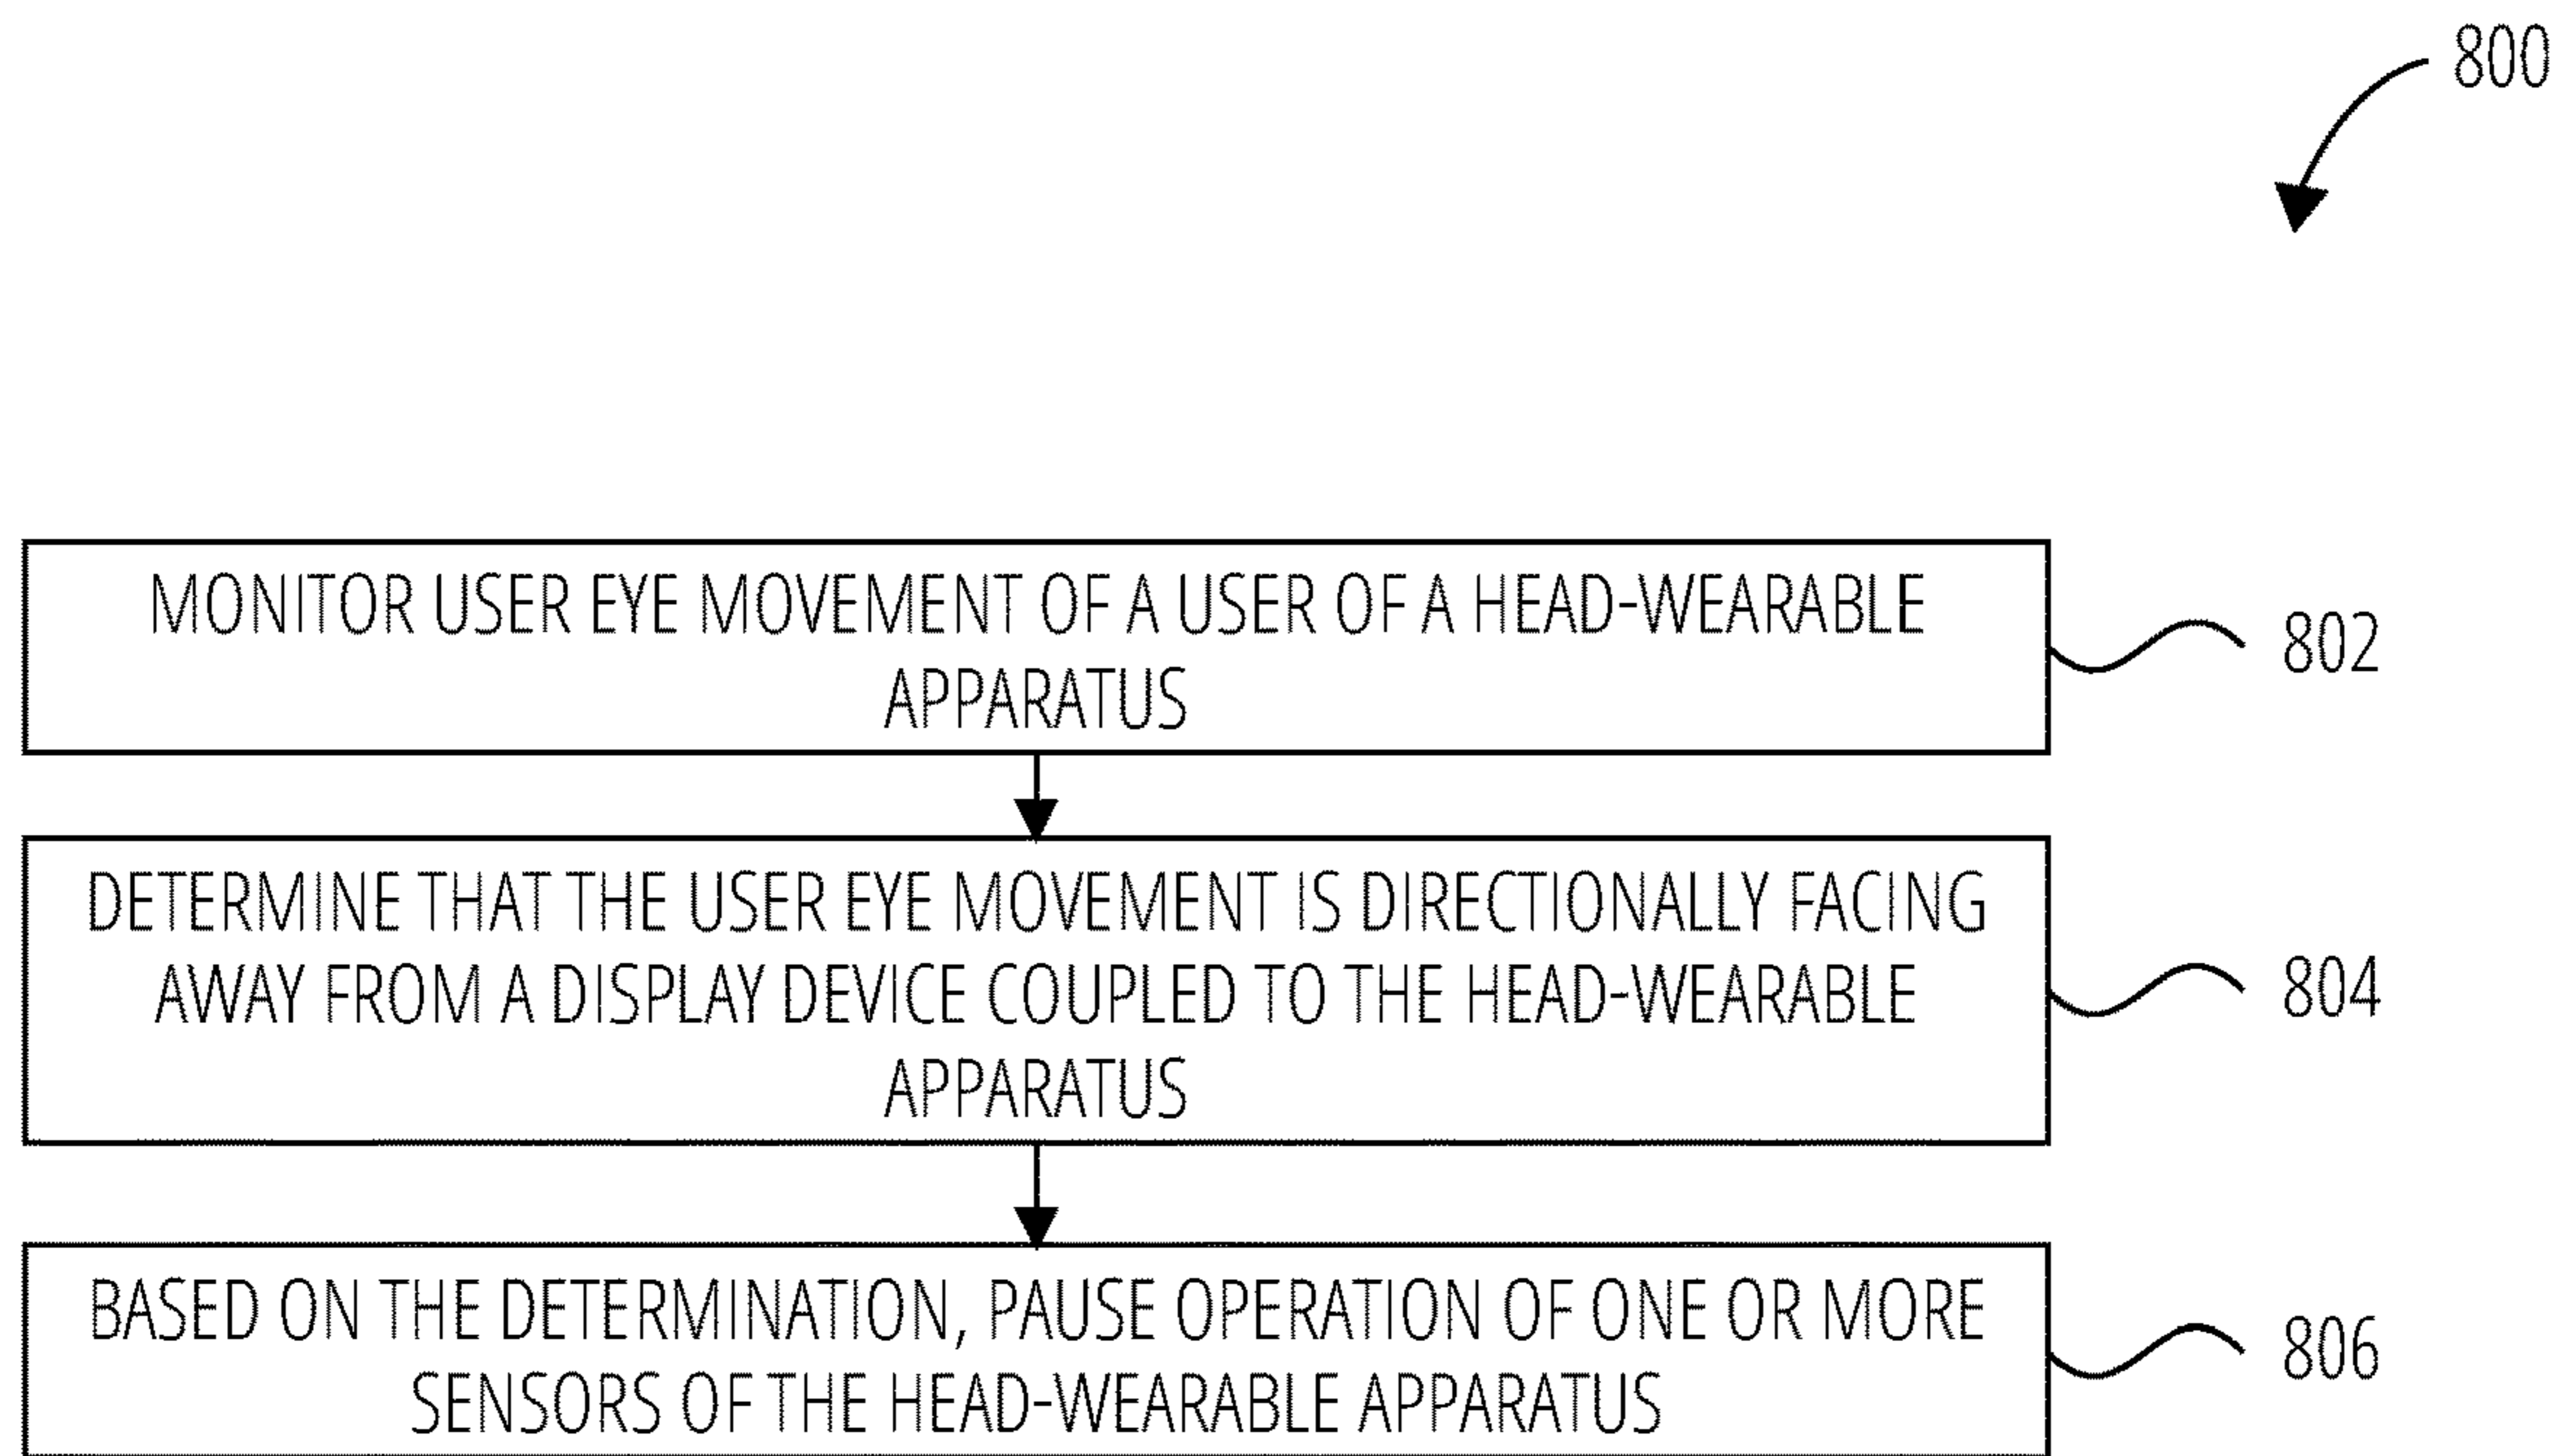 800
MONITOR USER EYE MOVEMENT OF A USER OF A HEAD-WEARABLE
APPARATUS
802
DETERMINE THAT THE USER EYE MOVEMENT IS DIRECTIONALLY FACING
AWAY FROM A DISPLAY DEVICE COUPLED TO THE HEAD-WEARABLE
APPARATUS
804
BASED ON THE DETERMINATION, PAUSE OPERATION OF ONE OR MORE
SENSORS OF THE HEAD-WEARABLE APPARATUS
806